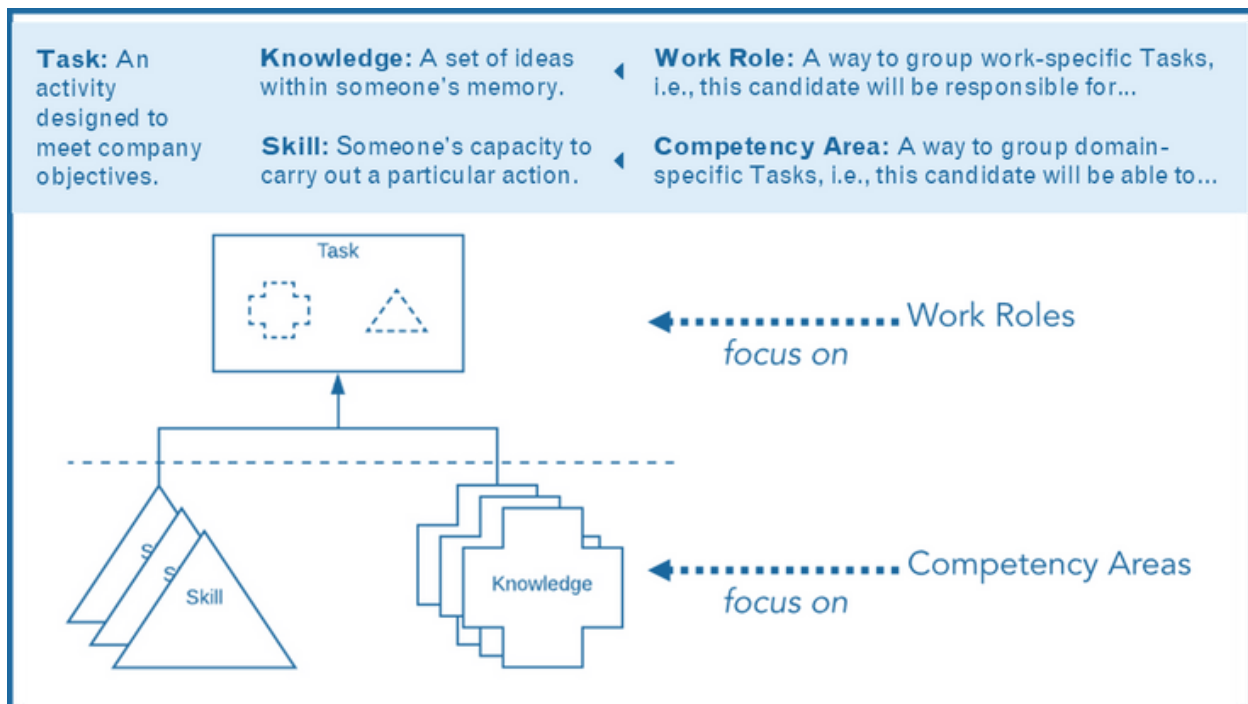 Task: An
activity
designed to
meet company
objectives.
Knowledge: A set of ideas
within someone's memory.
Skill: Someone's capacity to
carry out a particular action.
Work Role: A way to group work-specific Tasks,
i.e., this candidate will be responsible for...
Competency Area: A way to group domain-
specific Tasks, i.e., this candidate will be able to...
Task
Work Roles
focus on
S
S
Skill
Knowledge
Competency Areas
focus on